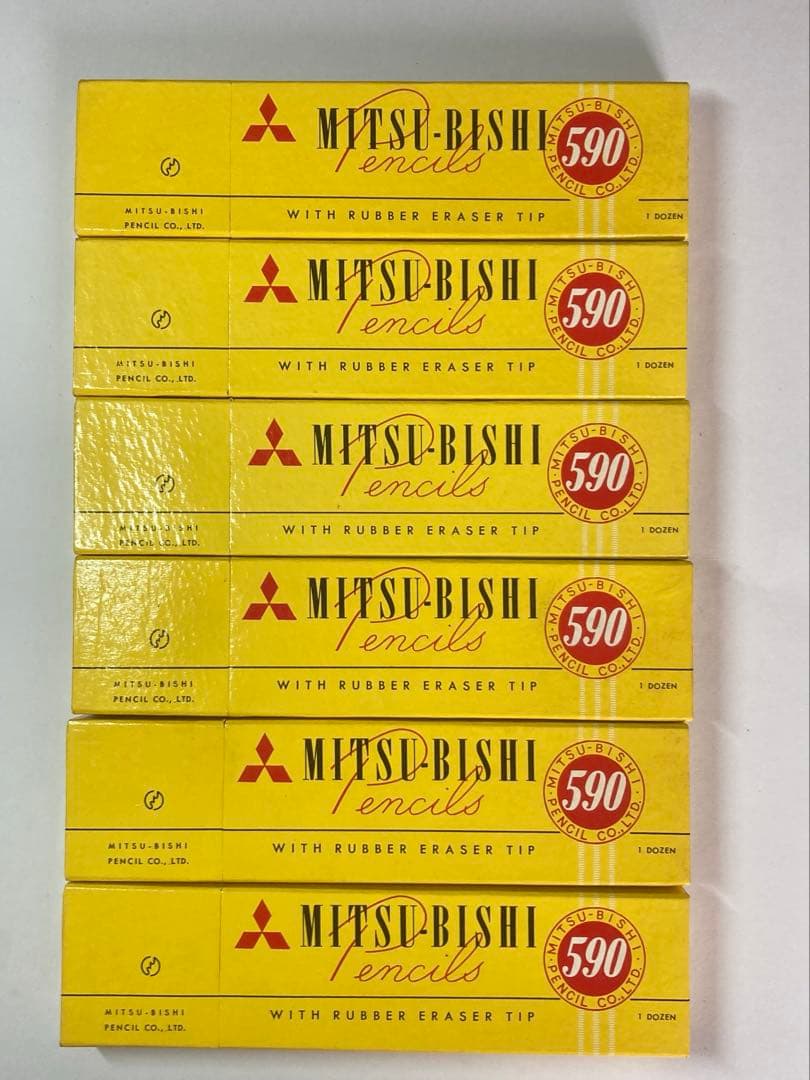 MITSU-BISHI
Pencils
MITSU-BISHI PENCIL CO., LTD.
590
MITSU-BISHI
PENCIL CO., LTD.
WITH RUBBER ERASER TIP
1 DOZEN
MITSU-BISHI
Pencils
MITSU-BISHI PENCIL CO., LTD.
590
MITSU-BISHI
PENCIL CO., LTD.
WITH RUBBER ERASER TIP
1 DOZEN
MITSU-BISHI
Pencils
MITSU-BISHI PENCIL CO., LTD.
590
MITSU-BISHI
PENCIL CO., LTD.
WITH RUBBER ERASER TIP
1 DOZEN
MITSU-BISHI
Pencils
MITSU-BISHI PENCIL CO., LTD.
590
MITSU-BISHI
PENCIL CO., LTD.
WITH RUBBER ERASER TIP
1 DOZEN
MITSU-BISHI
Pencils
MITSU-BISHI PENCIL CO., LTD.
590
MITSU-BISHI
PENCIL CO., LTD.
WITH RUBBER ERASER TIP
1 DOZEN
MITSU-BISHI
Pencils
MITSU-BISHI PENCIL CO., LTD.
590
MITSU-BISHI
PENCIL CO., LTD.
WITH RUBBER ERASER TIP
1 DOZEN